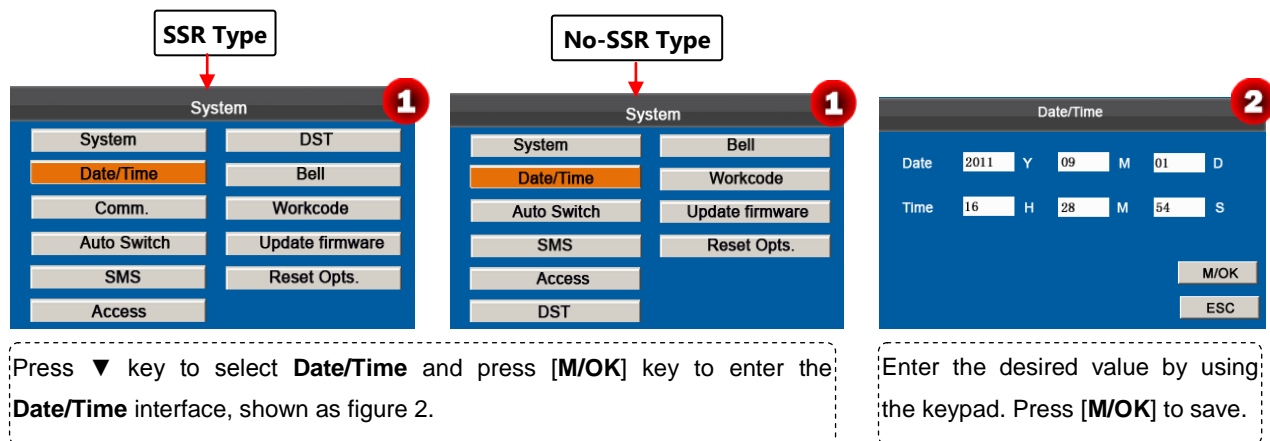 SSR Type
No-SSR Type
System
1
System
DST
Date/Time
Bell
Comm.
Workcode
Auto Switch
Update firmware
SMS
Reset Opts.
Access
System
1
System
Bell
Date/Time
Workcode
Auto Switch
Update firmware
SMS
Reset Opts.
Access
DST
Date/Time
2
Date 2011 Y 09 M 01 D
Time 16 H 28 M 54 S
M/OK
ESC
Press ▼ key to select Date/Time and press [M/OK] key to enter the
Date/Time interface, shown as figure 2.
Enter the desired value by using
the keypad. Press [M/OK] to save.